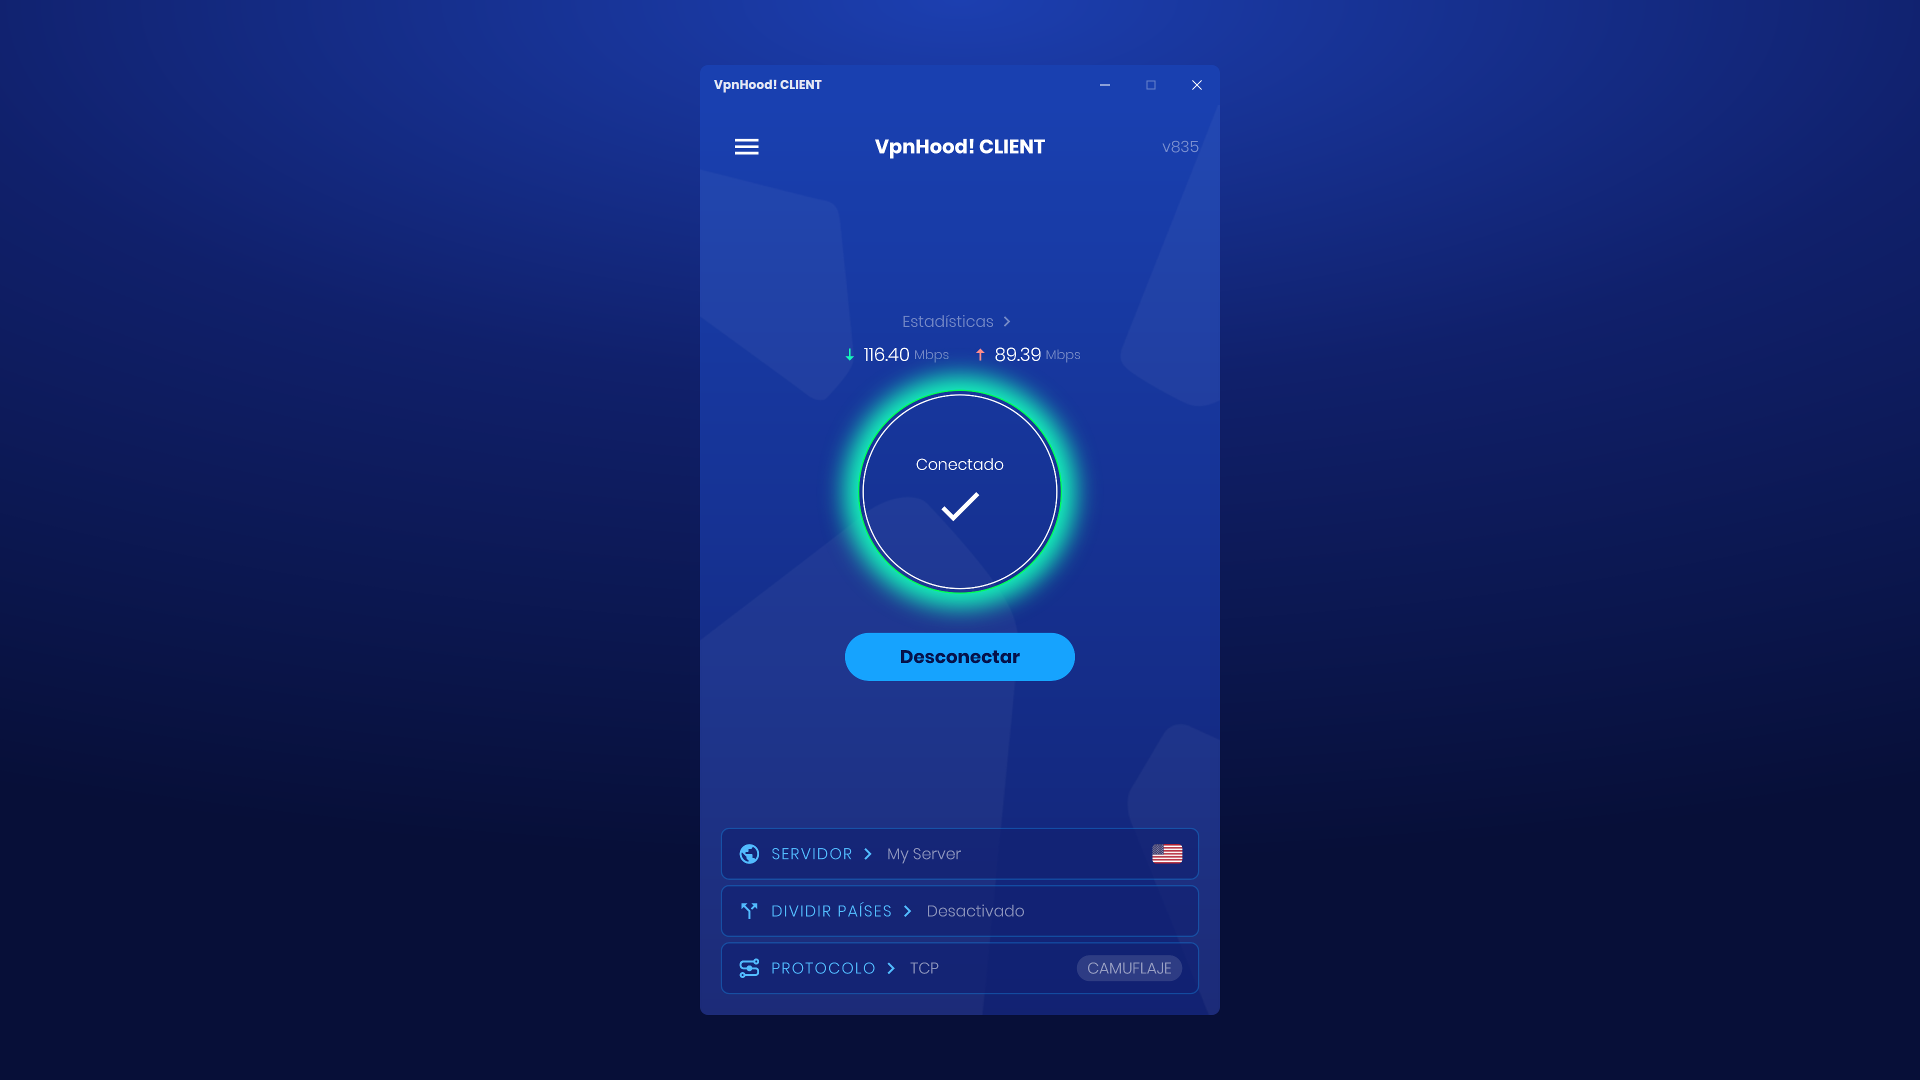 VpnHood! CLIENT
VpnHood! CLIENT
v835
Estadísticas
116.40 Mbps 89.39 Mbps
Conectado
Desconectar
SERVIDOR My Server
DIVIDIR PAÍSES Desactivado
PROTOCOLO TCP CAMUFLAJE